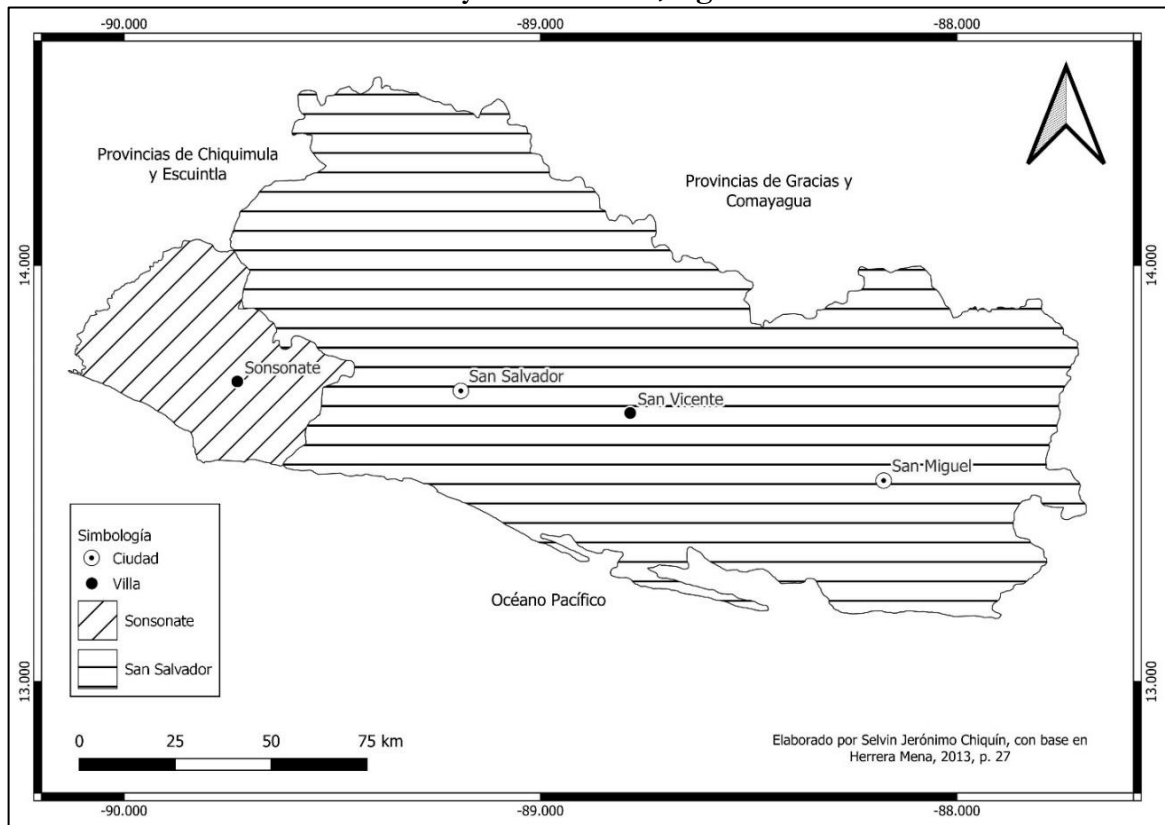 -90.000
-89.000
-88.000
Provincias de Chiquimula
y Escuintla
Provincias de Gracias y
Comayagua
14.000
14.000
Sonsonate
San Salvador
San Vicente
San-Miguel
Simbología
Ciudad
Villa
Sonsonate
San Salvador
Océano Pacífico
13.000
13.000
0 25 50 75 km
Elaborado por Selvin Jerónimo Chiquín, con base en
Herrera Mena, 2013, p. 27
-90.000
-89.000
-88.000